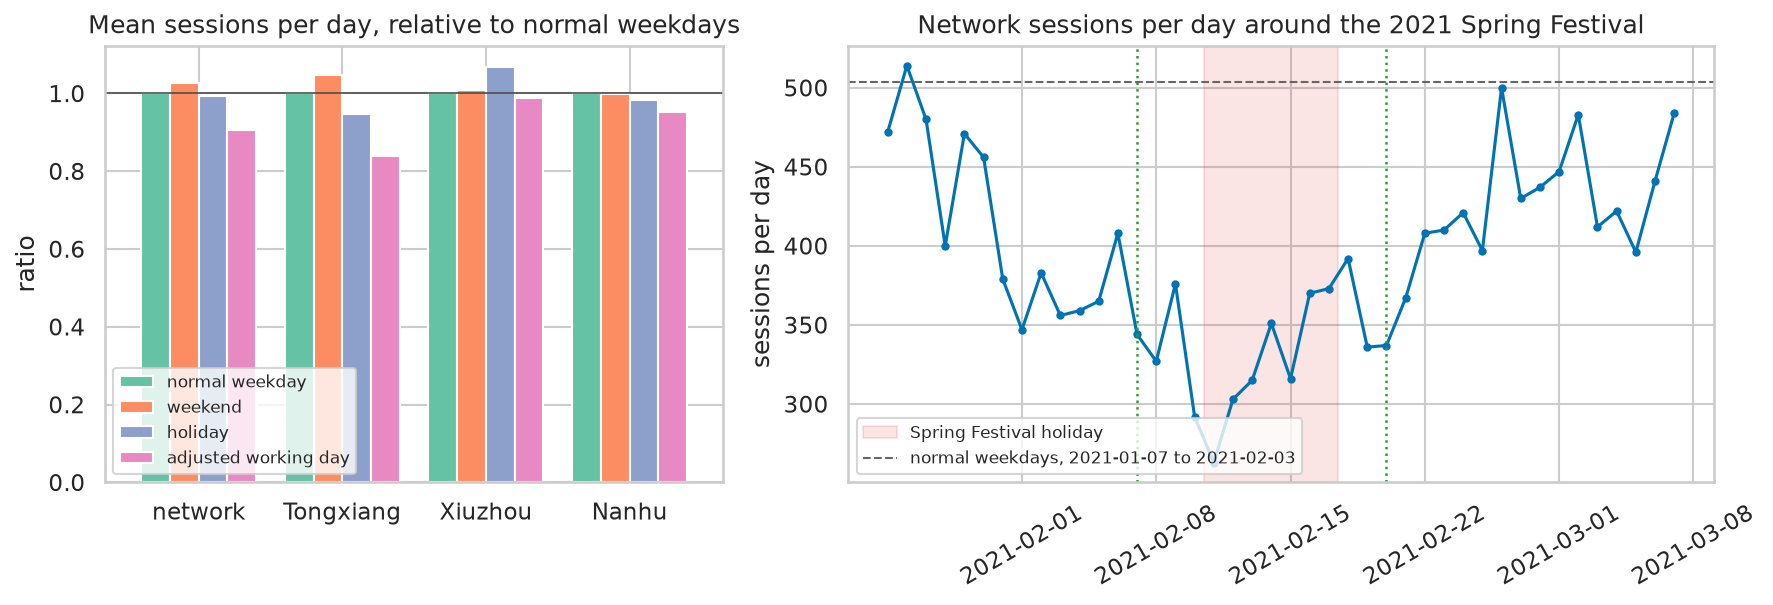 Mean sessions per day, relative to normal weekdays
ratio
1.0
0.8
0.6
0.4
0.2
0.0
normal weekday
weekend
holiday
adjusted working day
network
Tongxiang
Xiuzhou
Nanhu
Network sessions per day around the 2021 Spring Festival
sessions per day
500
450
400
350
300
Spring Festival holiday
normal weekdays, 2021-01-07 to 2021-02-03
2021-02-01
2021-02-08
2021-02-15
2021-02-22
2021-03-01
2021-03-08